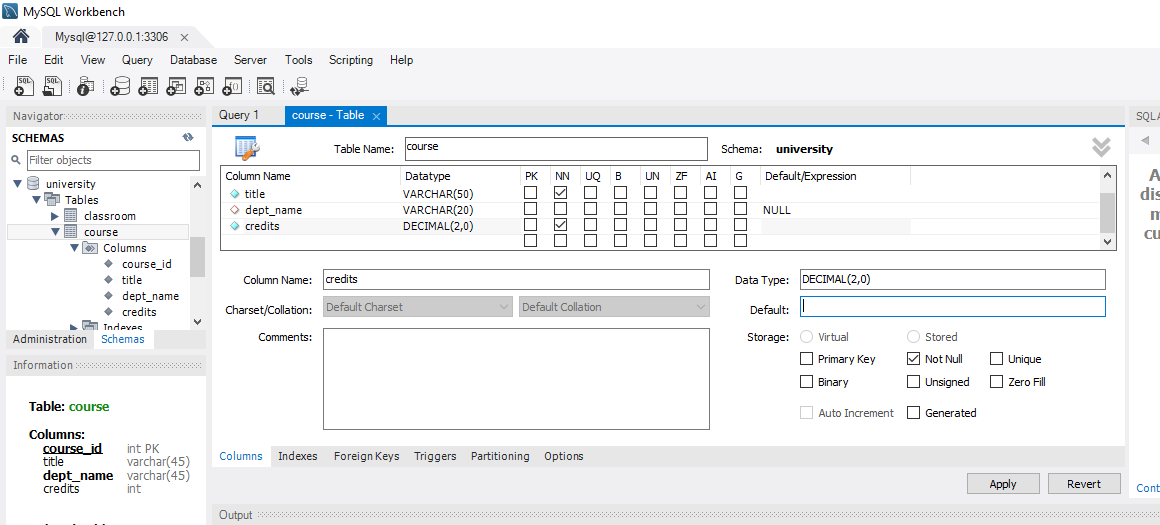 MySQL Workbench
Mysql@127.0.0.1:3306
File Edit View Query Database Server Tools Scripting Help
Navigator
SCHEMAS
Filter objects
university
Tables
classroom
course
Columns
course_id
title
dept_name
credits
Indexes
Administration Schemas
Information
Table: course
Columns:
course_id int PK
title varchar(45)
dept_name varchar(45)
credits int
Query 1 course - Table
Table Name: course Schema: university
Column Name Datatype PK NN UQ B UN ZF AI G Default/Expression
title VARCHAR(50)
dept_name VARCHAR(20) NULL
credits DECIMAL(2,0)
Column Name: credits Data Type: DECIMAL(2,0)
Charset/Collation: Default Charset Default Collation Default:
Comments: Storage: Virtual Stored
Primary Key Not Null Unique
Binary Unsigned Zero Fill
Auto Increment Generated
Columns Indexes Foreign Keys Triggers Partitioning Options
Apply Revert
Output
SQLA
A
dis
m
cu
Cont